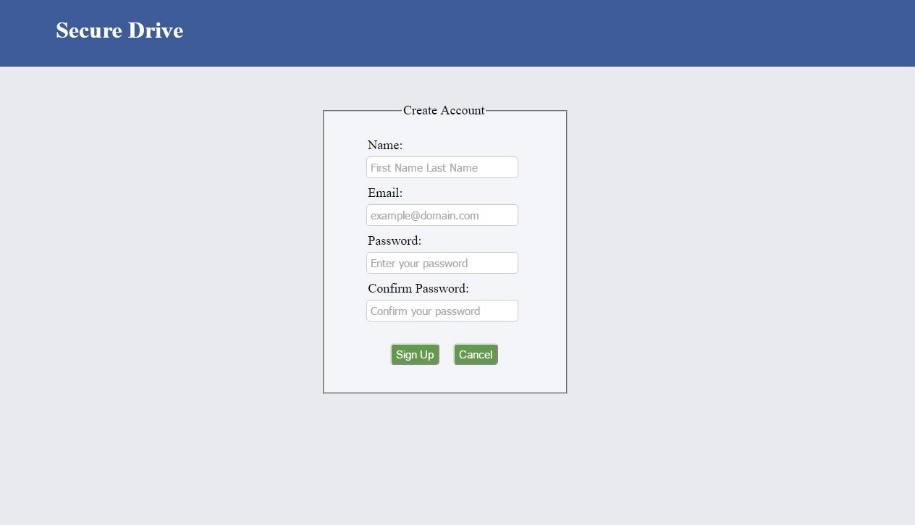 Secure Drive
Create Account
Name:
First Name Last Name
Email:
example@domain.com
Password:
Enter your password
Confirm Password:
Confirm your password
Sign Up Cancel